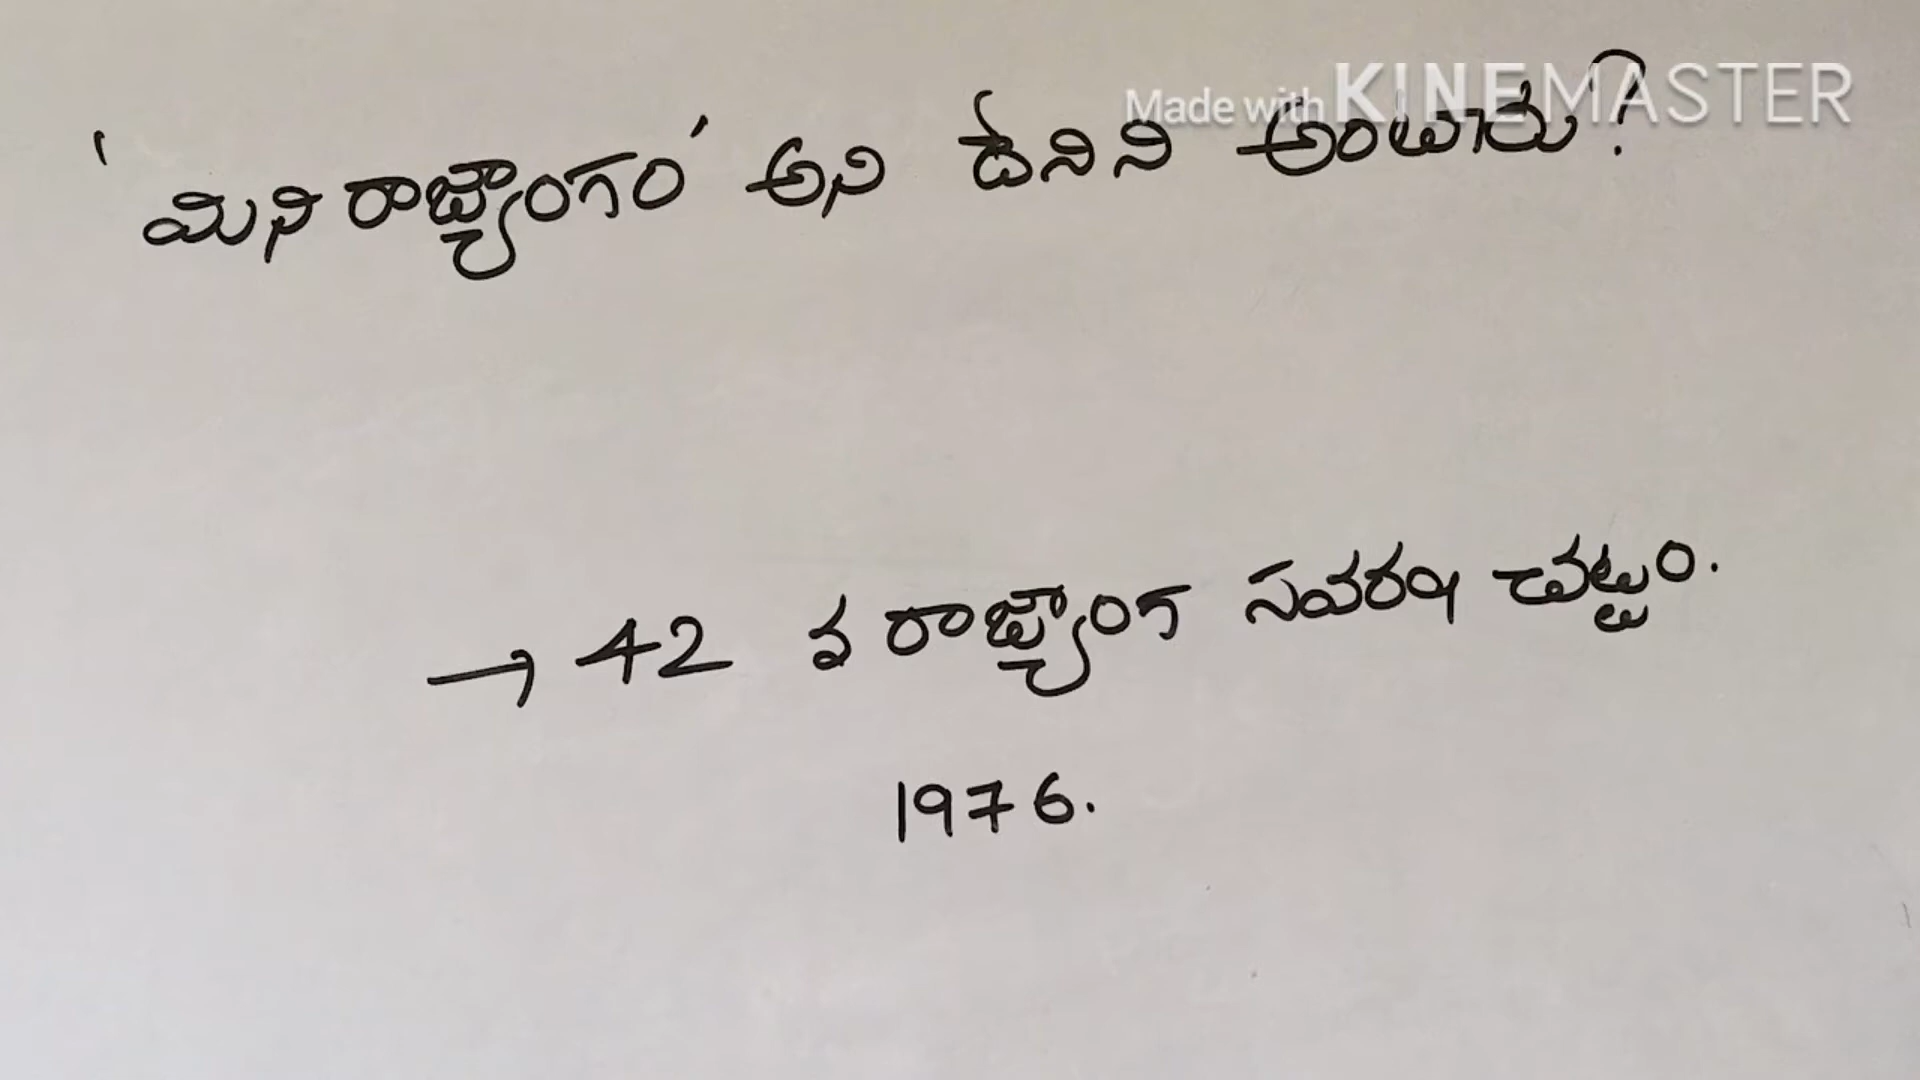 Made with KINEMASTER
'మిని రాజ్యాంగం' అని దేనిని అంటారు?
→ 42 వ రాజ్యాంగ సవరణ చట్టం.
1976.